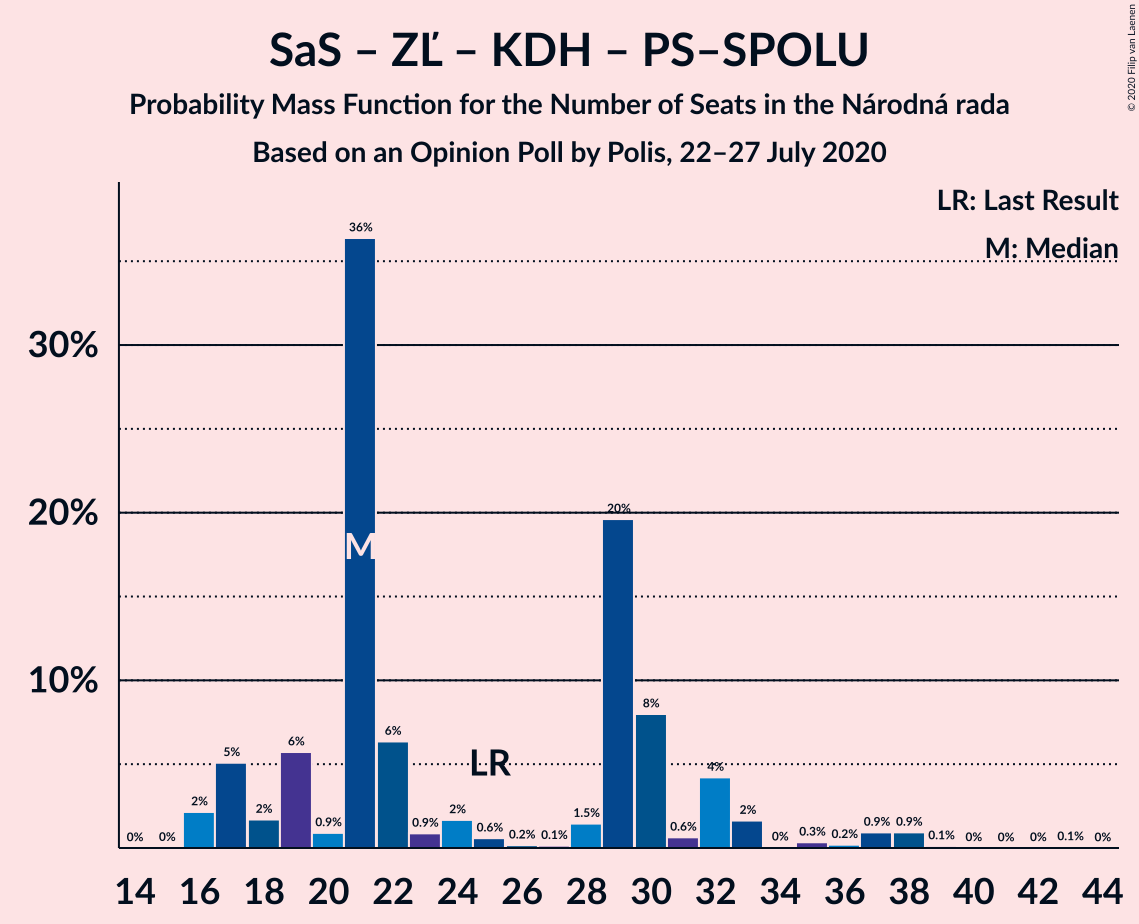 SaS – ZĽ – KDH – PS–SPOLU
Probability Mass Function for the Number of Seats in the Národná rada
Based on an Opinion Poll by Polis, 22–27 July 2020
© 2020 Filip van Laenen
LR: Last Result
M: Median
30%
20%
10%
0% 0% 2% 5% 2% 6% 0.9% 36% 6% 0.9% 2% 0.6% 0.2% 0.1% 1.5% 20% 8% 0.6% 4% 2% 0% 0.3% 0.2% 0.9% 0.9% 0.1% 0% 0% 0% 0.1% 0%
M
LR
14 16 18 20 22 24 26 28 30 32 34 36 38 40 42 44